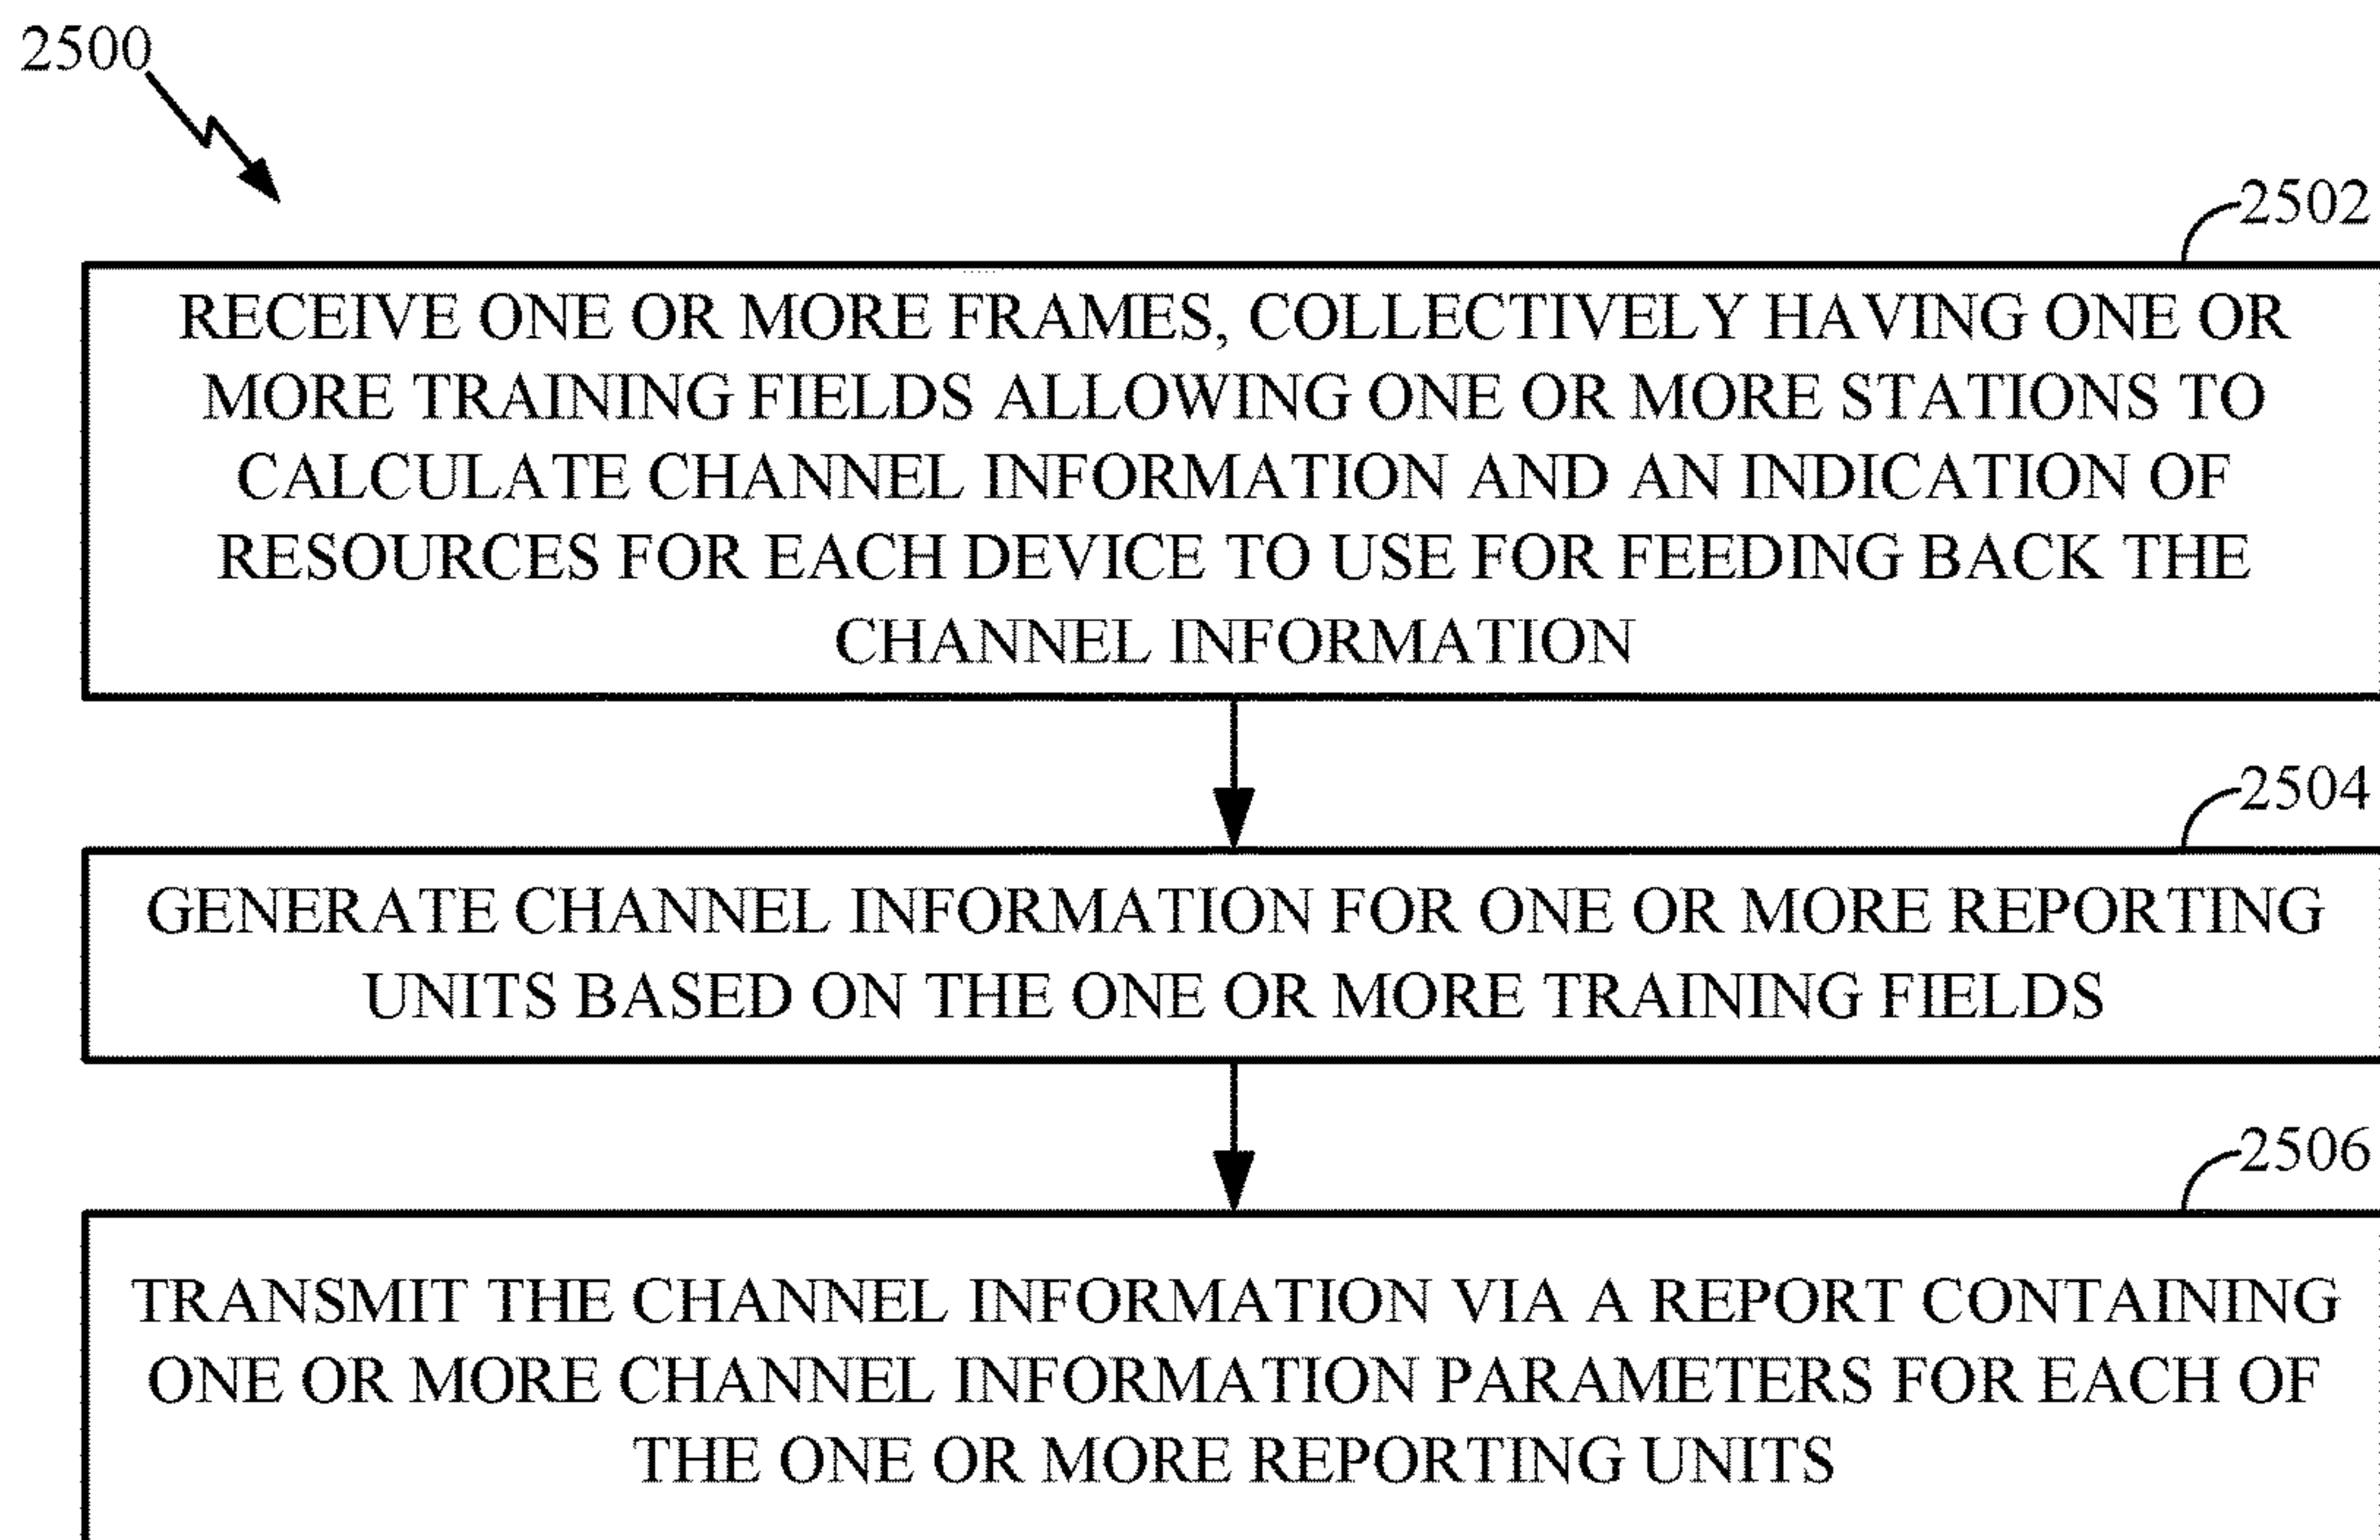 2500
2502
RECEIVE ONE OR MORE FRAMES, COLLECTIVELY HAVING ONE OR
MORE TRAINING FIELDS ALLOWING ONE OR MORE STATIONS TO
CALCULATE CHANNEL INFORMATION AND AN INDICATION OF
RESOURCES FOR EACH DEVICE TO USE FOR FEEDING BACK THE
CHANNEL INFORMATION
2504
GENERATE CHANNEL INFORMATION FOR ONE OR MORE REPORTING
UNITS BASED ON THE ONE OR MORE TRAINING FIELDS
2506
TRANSMIT THE CHANNEL INFORMATION VIA A REPORT CONTAINING
ONE OR MORE CHANNEL INFORMATION PARAMETERS FOR EACH OF
THE ONE OR MORE REPORTING UNITS